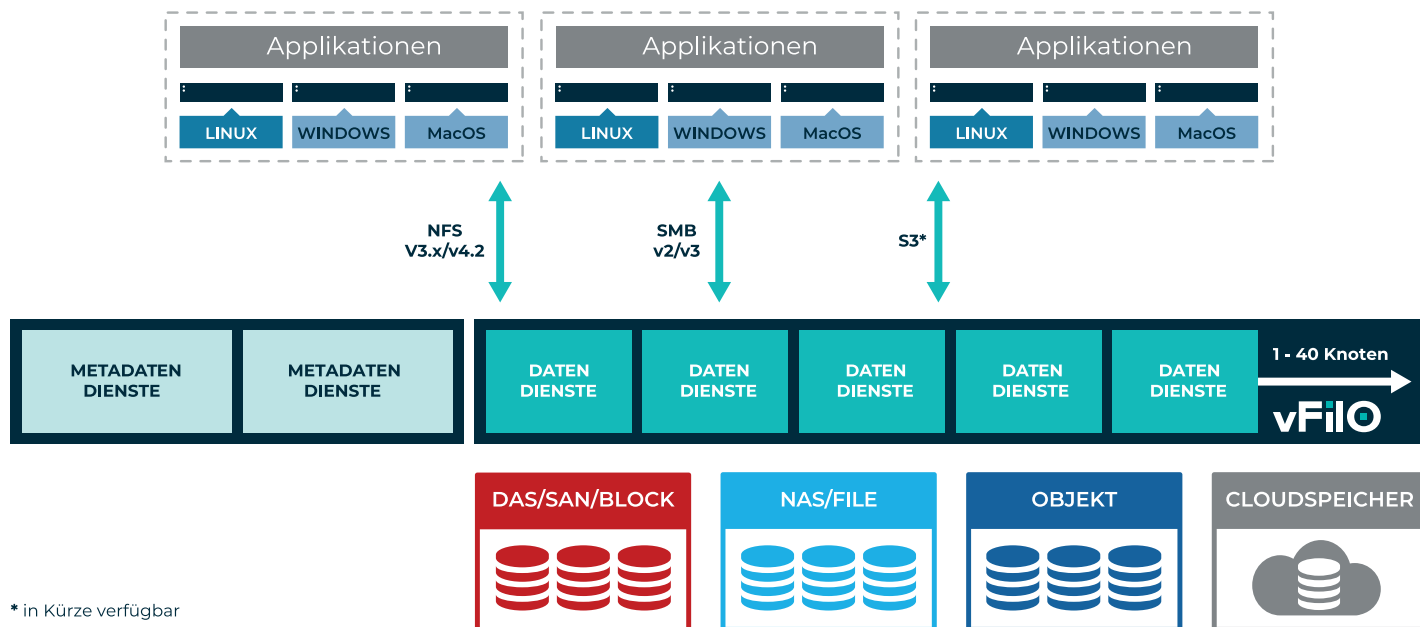 Applikationen
LINUX
WINDOWS
MacOS
Applikationen
LINUX
WINDOWS
MacOS
Applikationen
LINUX
WINDOWS
MacOS
NFS
V3.x/v4.2
SMB
v2/v3
S3*
METADATEN
DIENSTE
METADATEN
DIENSTE
DATEN
DIENSTE
DATEN
DIENSTE
DATEN
DIENSTE
DATEN
DIENSTE
DATEN
DIENSTE
1 - 40 Knoten
vFilO
DAS/SAN/BLOCK
NAS/FILE
OBJEKT
CLOUDSPEICHER
* in Kürze verfügbar